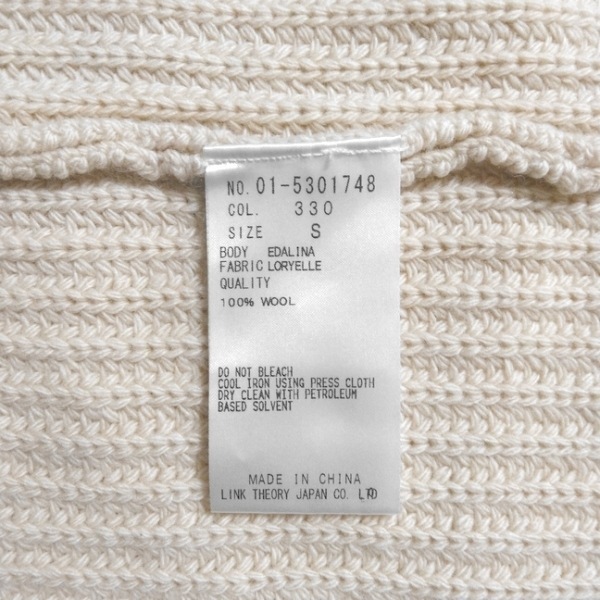 NO. 01-5301748
COL. 330
SIZE S
BODY EDALINA
FABRIC LORYELLE
QUALITY
100% WOOL
DO NOT BLEACH
COOL IRON USING PRESS CLOTH
DRY CLEAN WITH PETROLEUM
BASED SOLVENT
MADE IN CHINA
LINK THEORY JAPAN CO. LTD